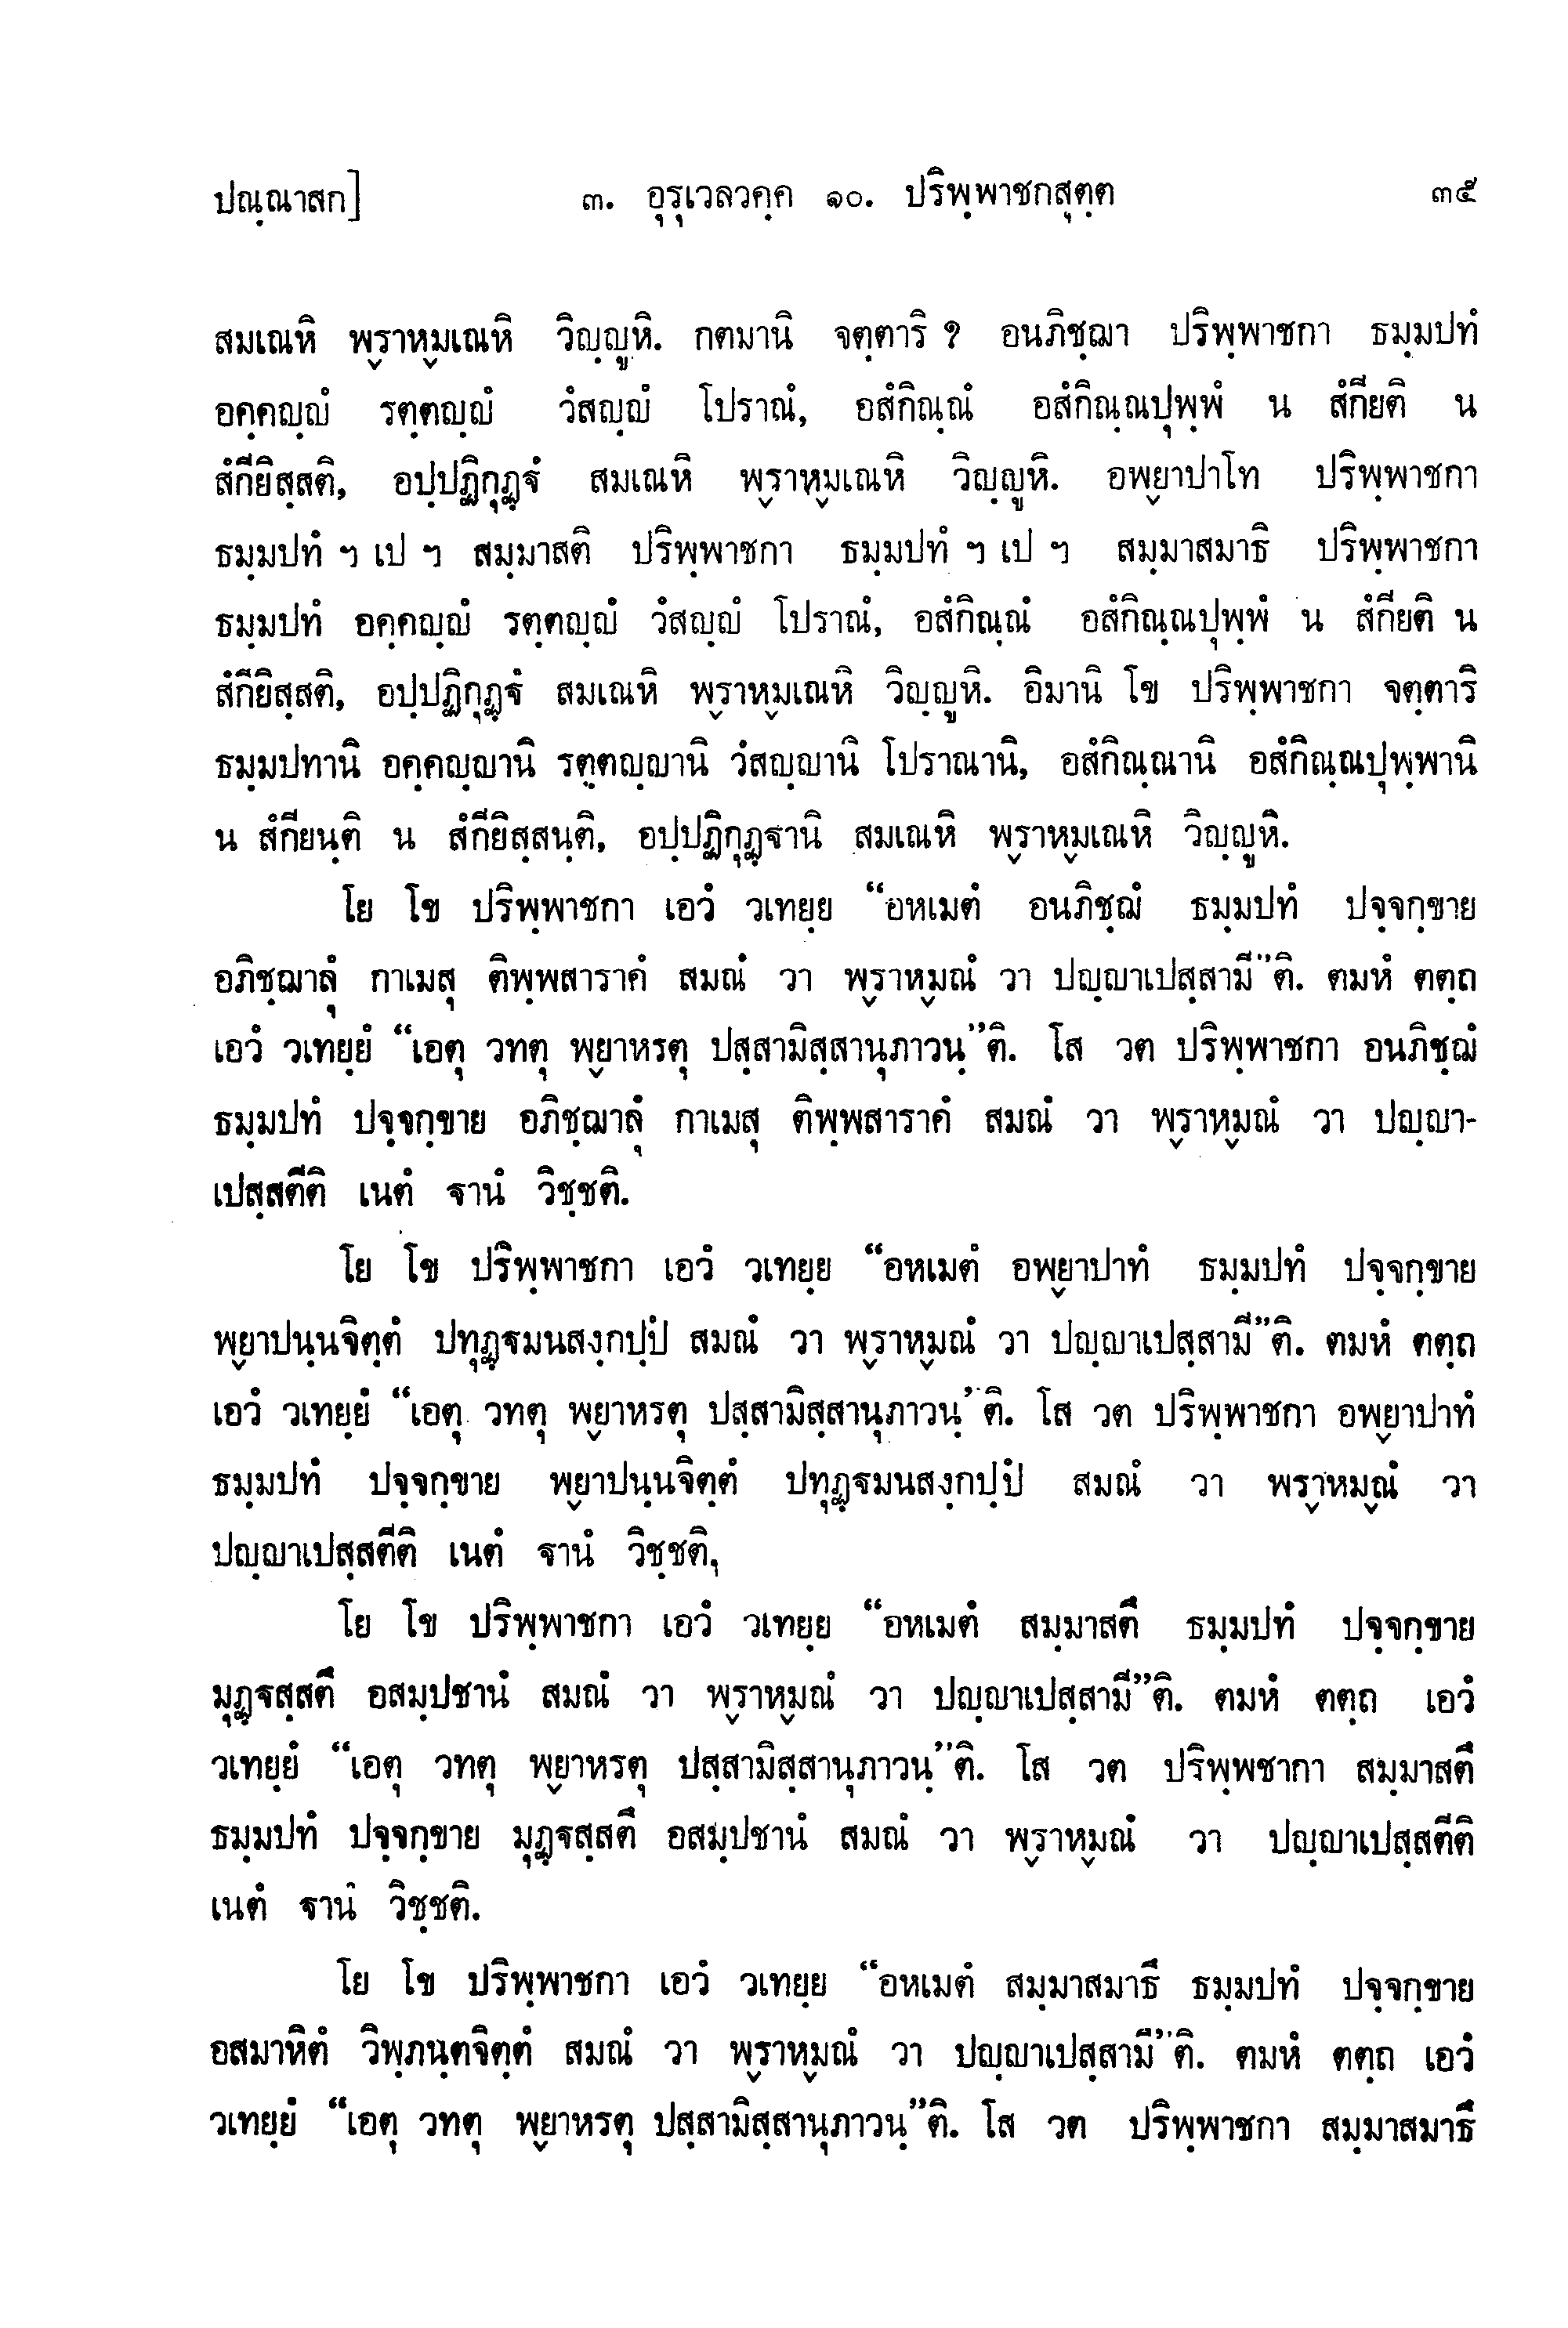 ปณฺณาสก] ๓. อุรุเวลวคฺค ๑๐. ปริพฺพาชกสุตฺต ๓๕
สมเณหิ พฺราหฺมเณหิ วิญฺญูหิ. กตมานิ จตฺตาริ ? อนภิชฺฌา ปริพฺพาชกา ธมฺมปทํ
อคฺคญฺญํ รตฺตญฺญํ วํสญฺญํ โปราณํ, อสํกิณฺณํ อสํกิณฺณปุพฺพํ น สํกียติ น
สํกียิสฺสติ, อปฺปฏิกุฏฺฐํ สมเณหิ พฺราหฺมเณหิ วิญฺญูหิ. อพฺยาปาโท ปริพฺพาชกา
ธมฺมปทํ ฯ เป ฯ สมฺมาสติ ปริพฺพาชกา ธมฺมปทํ ฯ เป ฯ สมฺมาสมาธิ ปริพฺพาชกา
ธมฺมปทํ อคฺคญฺญํ รตฺตญฺญํ วํสญฺญํ โปราณํ, อสํกิณฺณํ อสํกิณฺณปุพฺพํ น สํกียติ น
สํกียิสฺสติ, อปฺปฏิกุฏฺฐํ สมเณหิ พฺราหฺมเณหิ วิญฺญูหิ. อิมานิ โข ปริพฺพาชกา จตฺตาริ
ธมฺมปทานิ อคฺคญฺญานิ รตฺตญฺญานิ วํสญฺญานิ โปราณานิ, อสํกิณฺณานิ อสํกิณฺณปุพฺพานิ
น สํกียนฺติ น สํกียิสฺสนฺติ, อปฺปฏิกุฏฺฐานิ สมเณหิ พฺราหฺมเณหิ วิญฺญูหิ.
โย โข ปริพฺพาชกา เอวํ วเทยฺย “อหเมตํ อนภิชฺฌํ ธมฺมปทํ ปจฺจกฺขาย
อภิชฺฌาลุํ กาเมสุ ติพฺพสาราคํ สมณํ วา พฺราหฺมณํ วา ปญฺญาเปสฺสามี”ติ. ตมหํ ตตฺถ
เอวํ วเทยฺยํ “เอตุ วทตุ พฺยาหรตุ ปสฺสามิสฺสานุภาวนฺ”ติ. โส วต ปริพฺพาชกา อนภิชฺฌํ
ธมฺมปทํ ปจฺจกฺขาย อภิชฺฌาลุํ กาเมสุ ติพฺพสาราคํ สมณํ วา พฺราหฺมณํ วา ปญฺญา-
เปสฺสตีติ เนตํ ฐานํ วิชฺชติ.
โย โข ปริพฺพาชกา เอวํ วเทยฺย “อหเมตํ อพฺยาปาทํ ธมฺมปทํ ปจฺจกฺขาย
พฺยาปนฺนจิตฺตํ ปทุฏฺฐมนสงฺกปฺปํ สมณํ วา พฺราหฺมณํ วา ปญฺญาเปสฺสามี”ติ. ตมหํ ตตฺถ
เอวํ วเทยฺยํ “เอตุ วทตุ พฺยาหรตุ ปสฺสามิสฺสานุภาวนฺ”ติ. โส วต ปริพฺพาชกา อพฺยาปาทํ
ธมฺมปทํ ปจฺจกฺขาย พฺยาปนฺนจิตฺตํ ปทุฏฺฐมนสงฺกปฺปํ สมณํ วา พรฺาหมฺณํ วา
ปญฺญาเปสฺสตีติ เนตํ ฐานํ วิชฺชติ,
โย โข ปริพฺพาชกา เอวํ วเทยฺย “อหเมตํ สมฺมาสตึ ธมฺมปทํ ปจฺจกฺขาย
มุฏฺฐสฺสตึ อสมฺปชานํ สมณํ วา พฺราหฺมณํ วา ปญฺญาเปสฺสามี”ติ. ตมหํ ตตฺถ เอวํ
วเทยฺยํ “เอตุ วทตุ พฺยาหรตุ ปสฺสามิสฺสานุภาวนฺ”ติ. โส วต ปริพฺพชากา สมฺมาสตึ
ธมฺมปทํ ปจฺจกฺขาย มุฏฺฐสฺสตึ อสมฺปชานํ สมณํ วา พฺราหฺมณํ วา ปญฺญาเปสฺสตีติ
เนตํ ฐานํ วิชฺชติ.
โย โข ปริพฺพาชกา เอวํ วเทยฺย “อหเมตํ สมฺมาสมาธึ ธมฺมปทํ ปจฺจกฺขาย
อสมาหิตํ วิพฺภนฺตจิตฺตํ สมณํ วา พฺราหฺมณํ วา ปญฺญาเปสฺสามี”ติ. ตมหํ ตตฺถ เอวํ
วเทยฺยํ “เอตุ วทตุ พฺยาหรตุ ปสฺสามิสฺสานุภาวนฺ”ติ. โส วต ปริพฺพาชกา สมฺมาสมาธึ